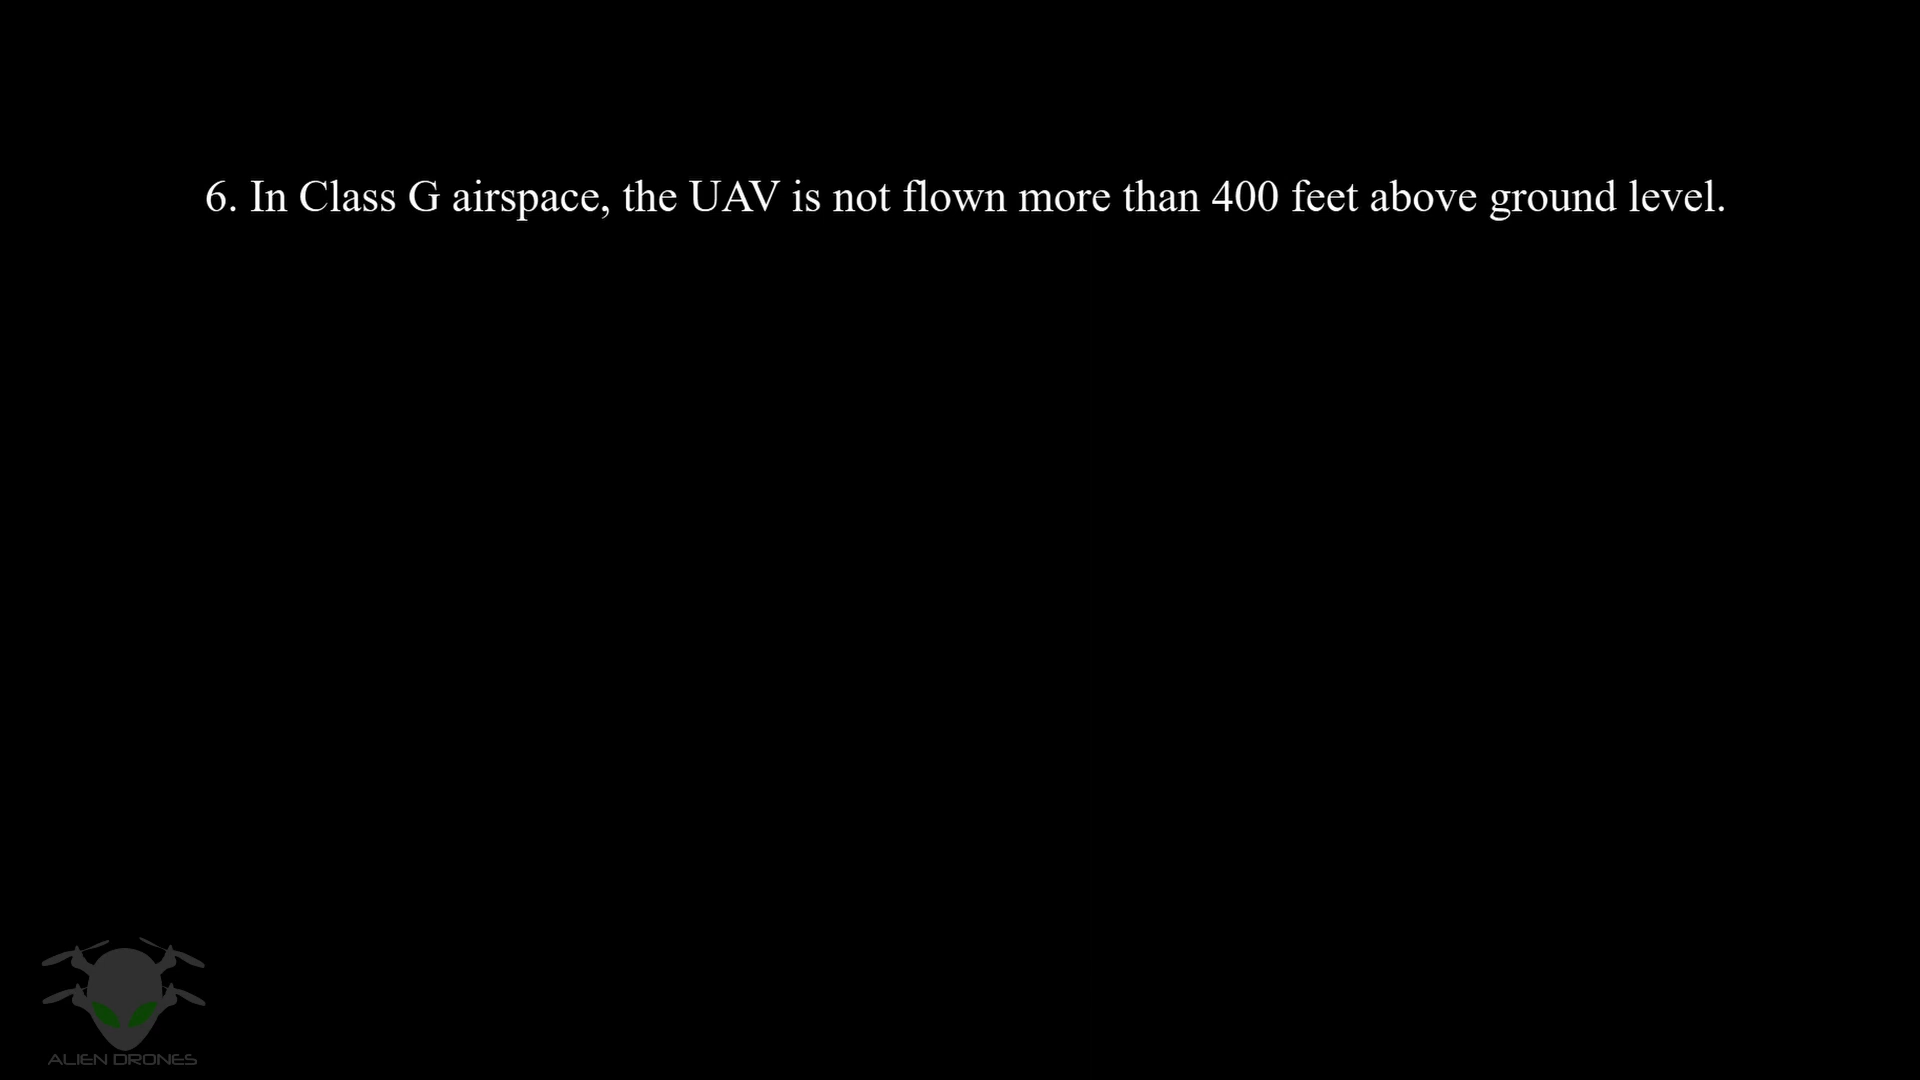 6. In Class G airspace, the UAV is not flown more than 400 feet above ground level.
ALIEN DRONES